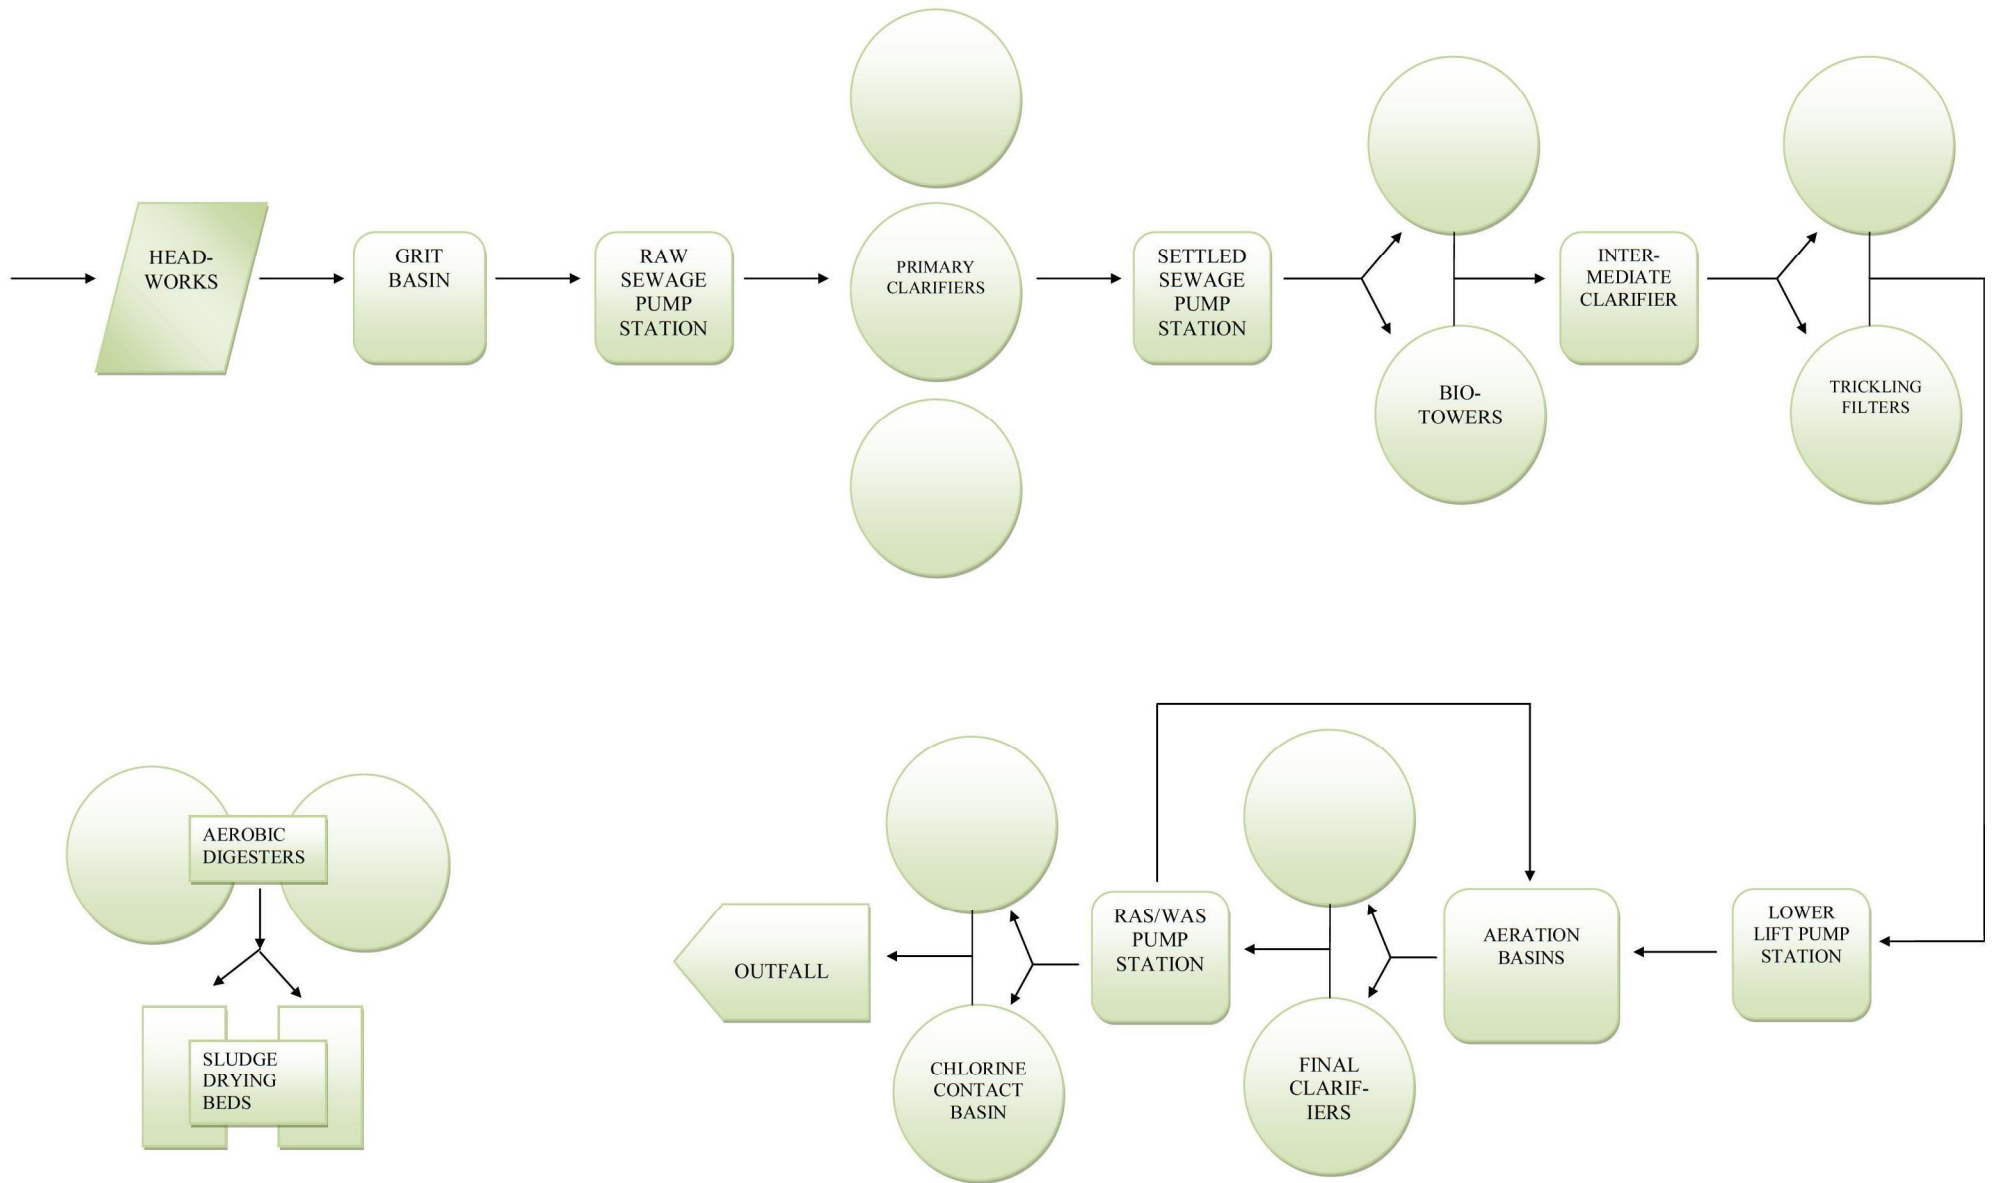 HEAD-
WORKS
GRIT
BASIN
RAW
SEWAGE
PUMP
STATION
PRIMARY
CLARIFIERS
SETTLED
SEWAGE
PUMP
STATION
BIO-
TOWERS
INTER-
MEDIATE
CLARIFIER
TRICKLING
FILTERS
LOWER
LIFT PUMP
STATION
AERATION
BASINS
FINAL
CLARIF-
IERS
RAS/WAS
PUMP
STATION
CHLORINE
CONTACT
BASIN
OUTFALL
AEROBIC
DIGESTERS
SLUDGE
DRYING
BEDS